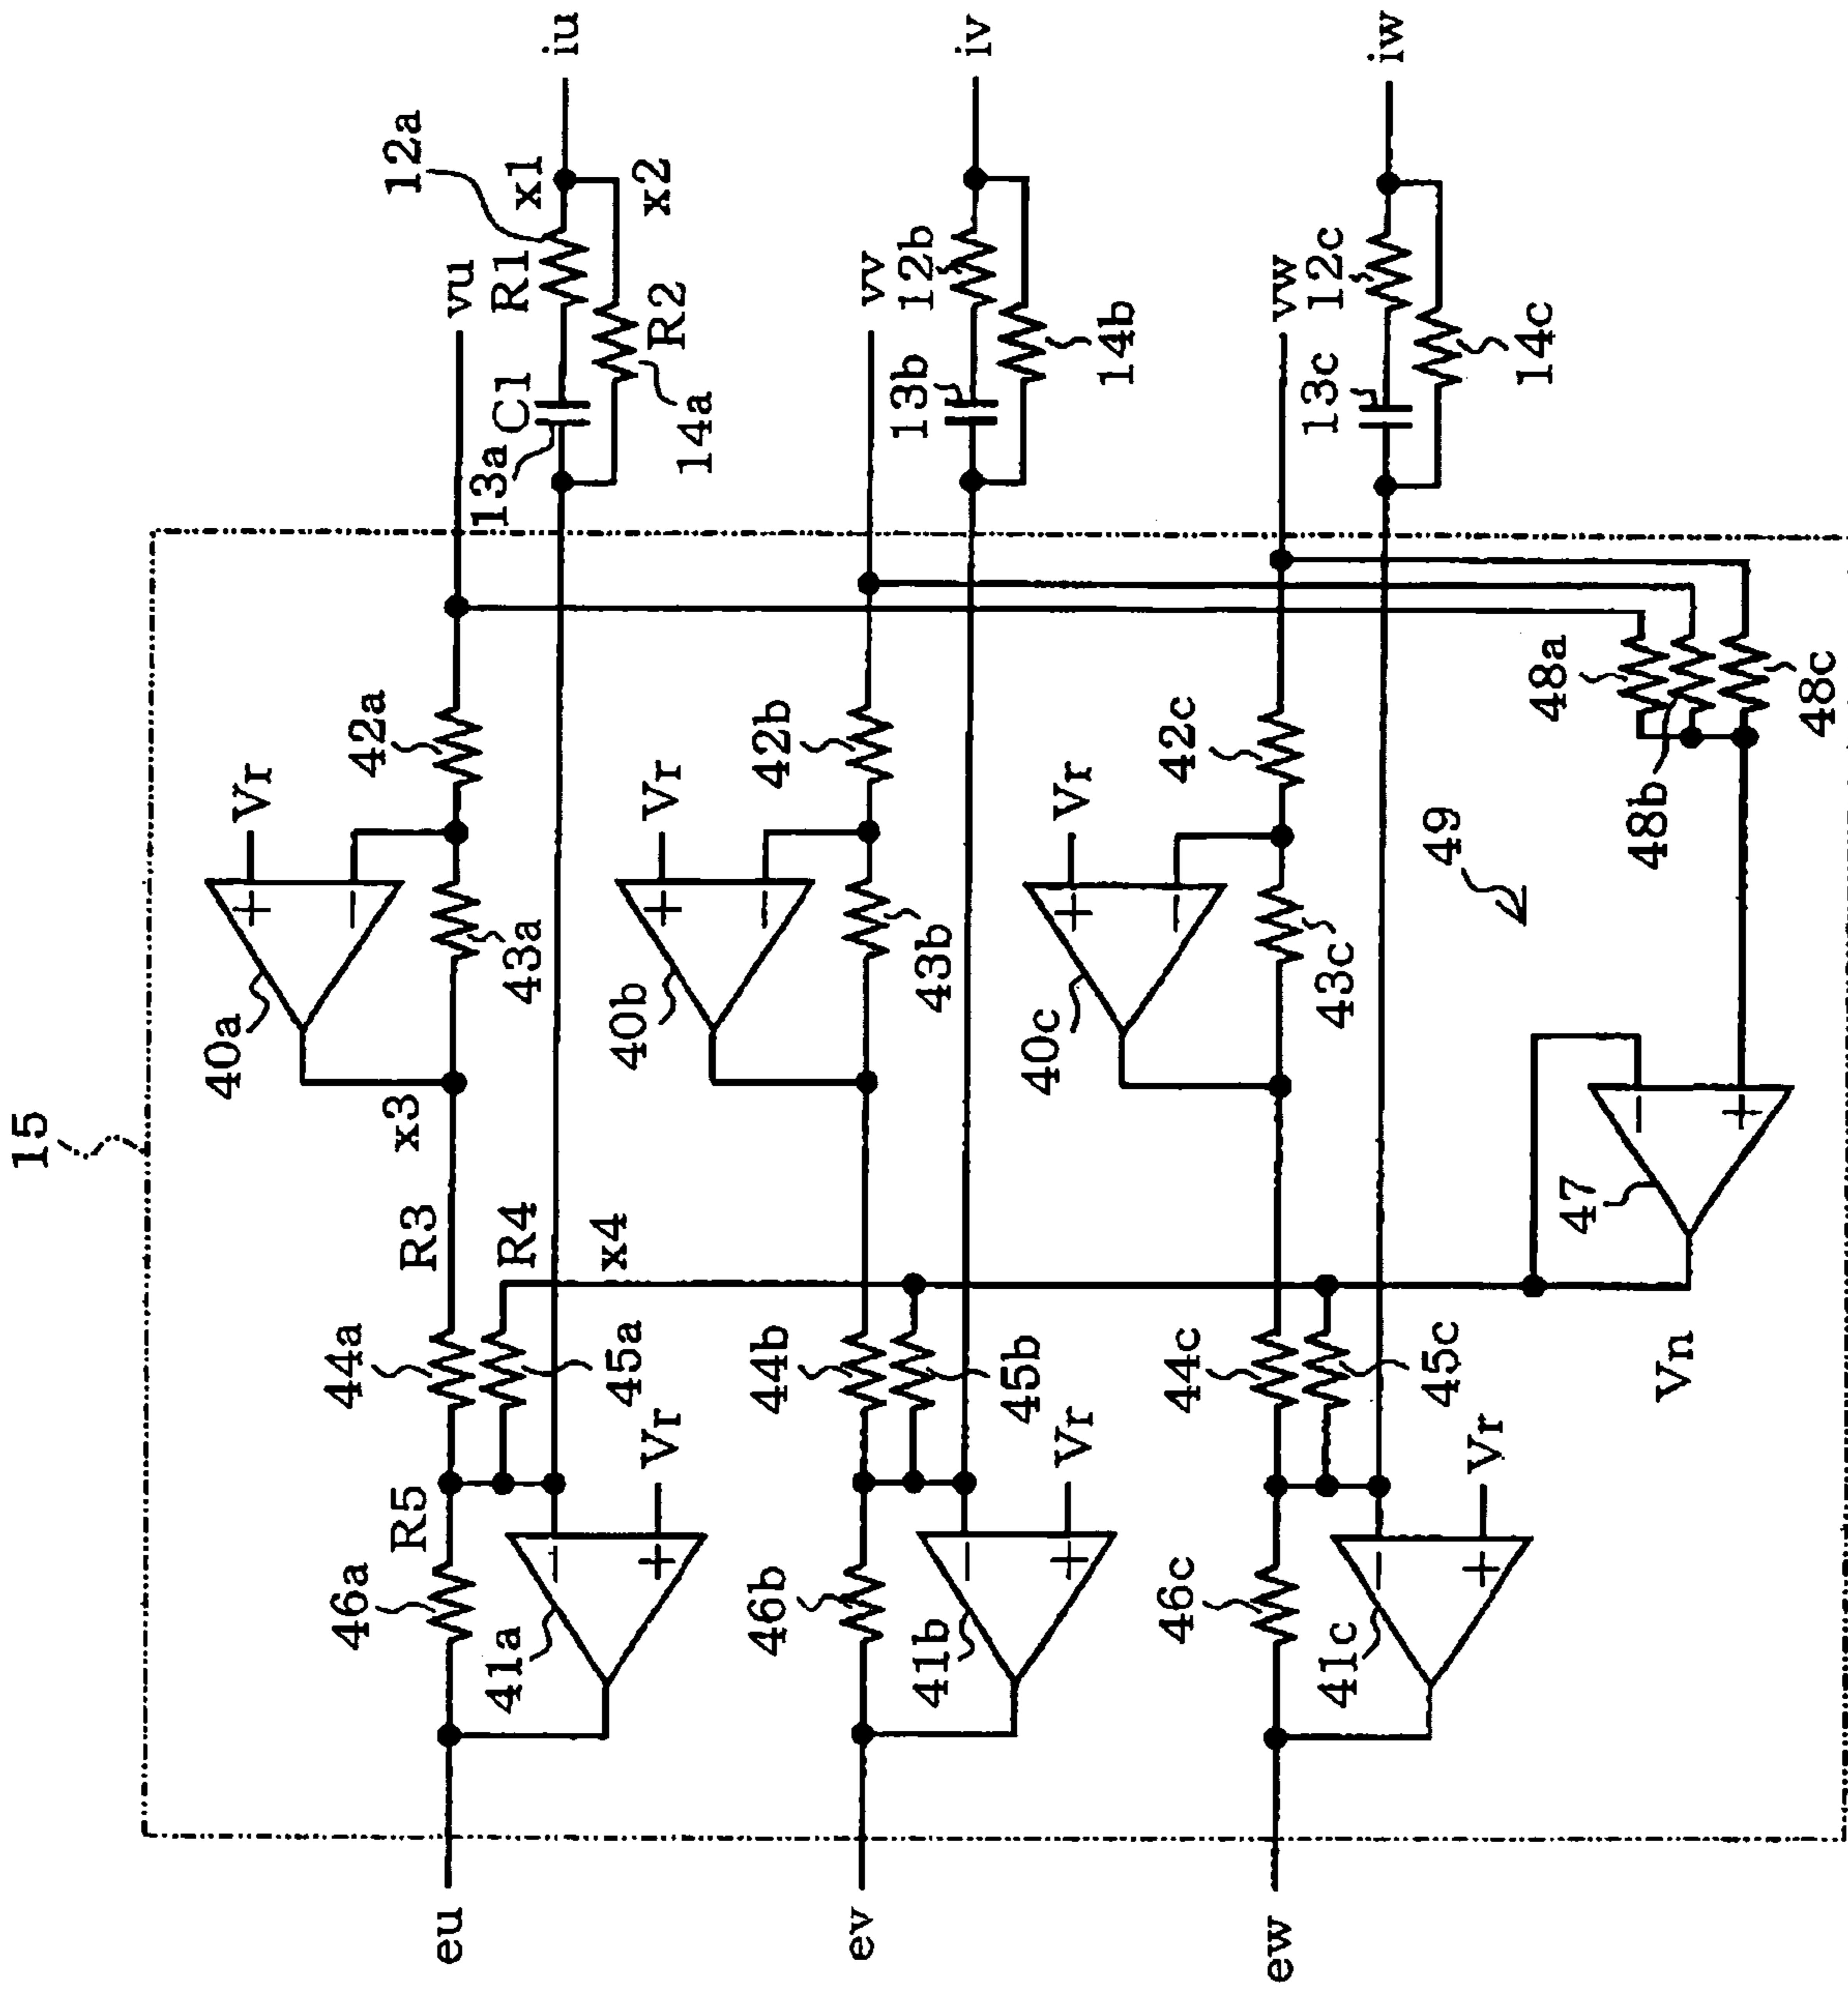 15
40a
Vr
42a
vu
12a
x3
43a
13a
C1
R1
x1
iu
R3
44a
R4
x4
45a
Vr
R5
46a
41a
eu
14a
R2
x2
40b
Vr
42b
43b
vv
13b
12b
iv
14b
44b
45b
Vr
46b
41b
ev
40c
Vr
42c
43c
vw
13c
12c
iw
14c
44c
45c
Vr
46c
41c
ew
49
48a
48b
48c
47
Vn